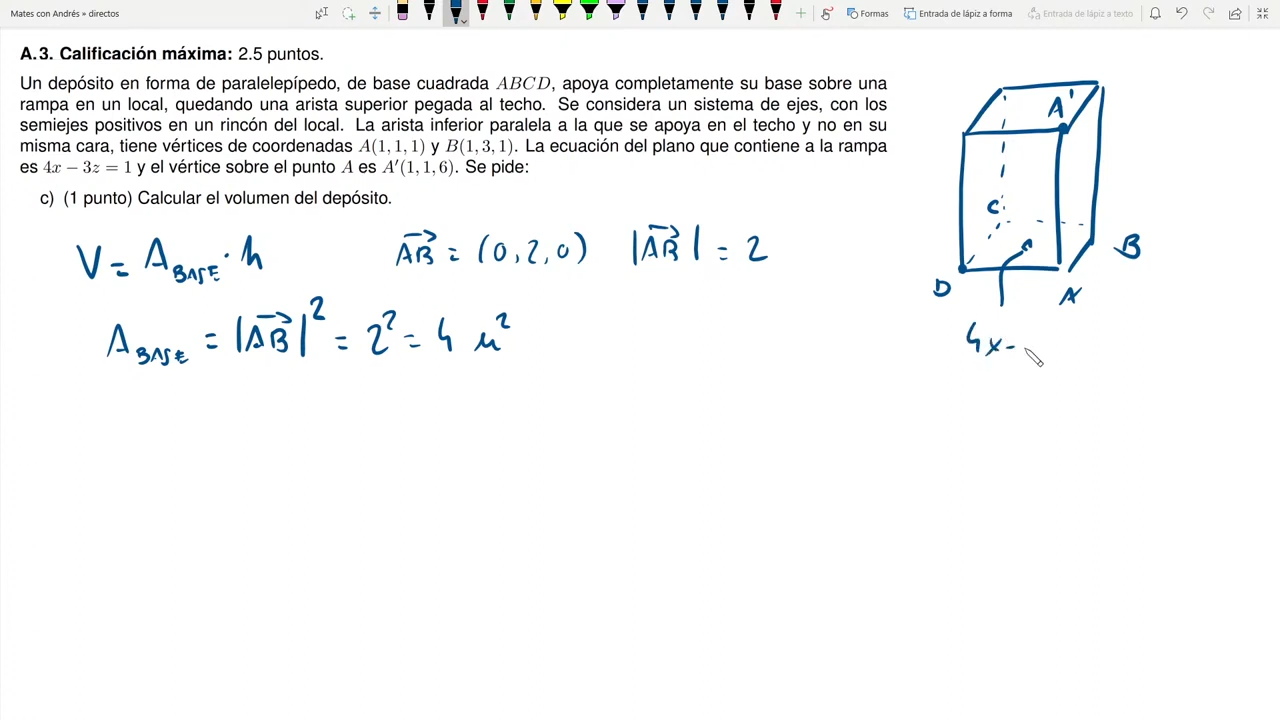 Mates con Andrés » directos
Formas
Entrada de lápiz a forma
Entrada de lápiz a texto
A.3. Calificación máxima: 2.5 puntos.
Un depósito en forma de paralelepípedo, de base cuadrada ABCD, apoya completamente su base sobre una
rampa en un local, quedando una arista superior pegada al techo. Se considera un sistema de ejes, con los
semiejes positivos en un rincón del local. La arista inferior paralela a la que se apoya en el techo y no en su
misma cara, tiene vértices de coordenadas A(1, 1, 1) y B(1, 3, 1). La ecuación del plano que contiene a la rampa
es 4x − 3z = 1 y el vértice sobre el punto A es A′(1, 1, 6). Se pide:
c) (1 punto) Calcular el volumen del depósito.
V = A_BASE · h
AB = (0, 2, 0)
|AB| = 2
A_BASE = |AB|² = 2² = 4 u²
A'
C
B
D
A
4x-